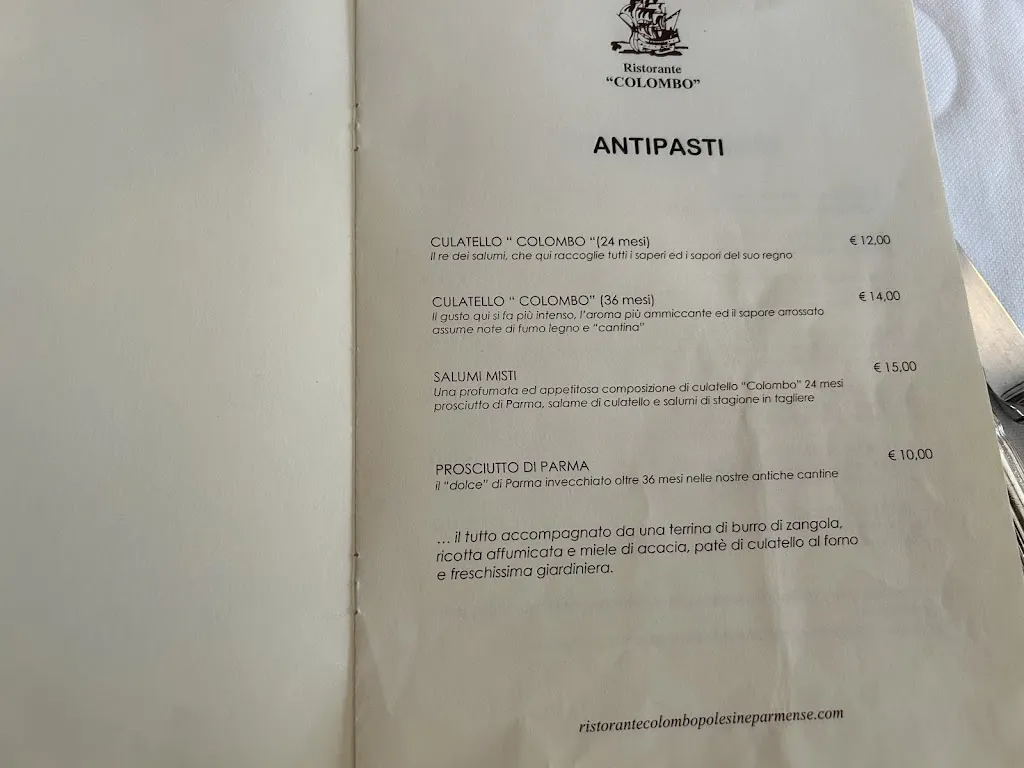 Ristorante
“COLOMBO”
ANTIPASTI
CULATELLO “ COLOMBO “(24 mesi) € 12,00
Il re dei salumi, che qui raccoglie tutti i saperi ed i sapori del suo regno
CULATELLO “ COLOMBO” (36 mesi) € 14,00
Il gusto qui si fa più intenso, l’aroma più ammiccante ed il sapore arrossato
assume note di fumo legno e “cantina”
SALUMI MISTI € 15,00
Una profumata ed appetitosa composizione di culatello “Colombo” 24 mesi
prosciutto di Parma, salame di culatello e salumi di stagione in tagliere
PROSCIUTTO DI PARMA € 10,00
il “dolce” di Parma invecchiato oltre 36 mesi nelle nostre antiche cantine
... il tutto accompagnato da una terrina di burro di zangola,
ricotta affumicata e miele di acacia, patè di culatello al forno
e freschissima giardiniera.
ristorantecolombopolesineparmense.com